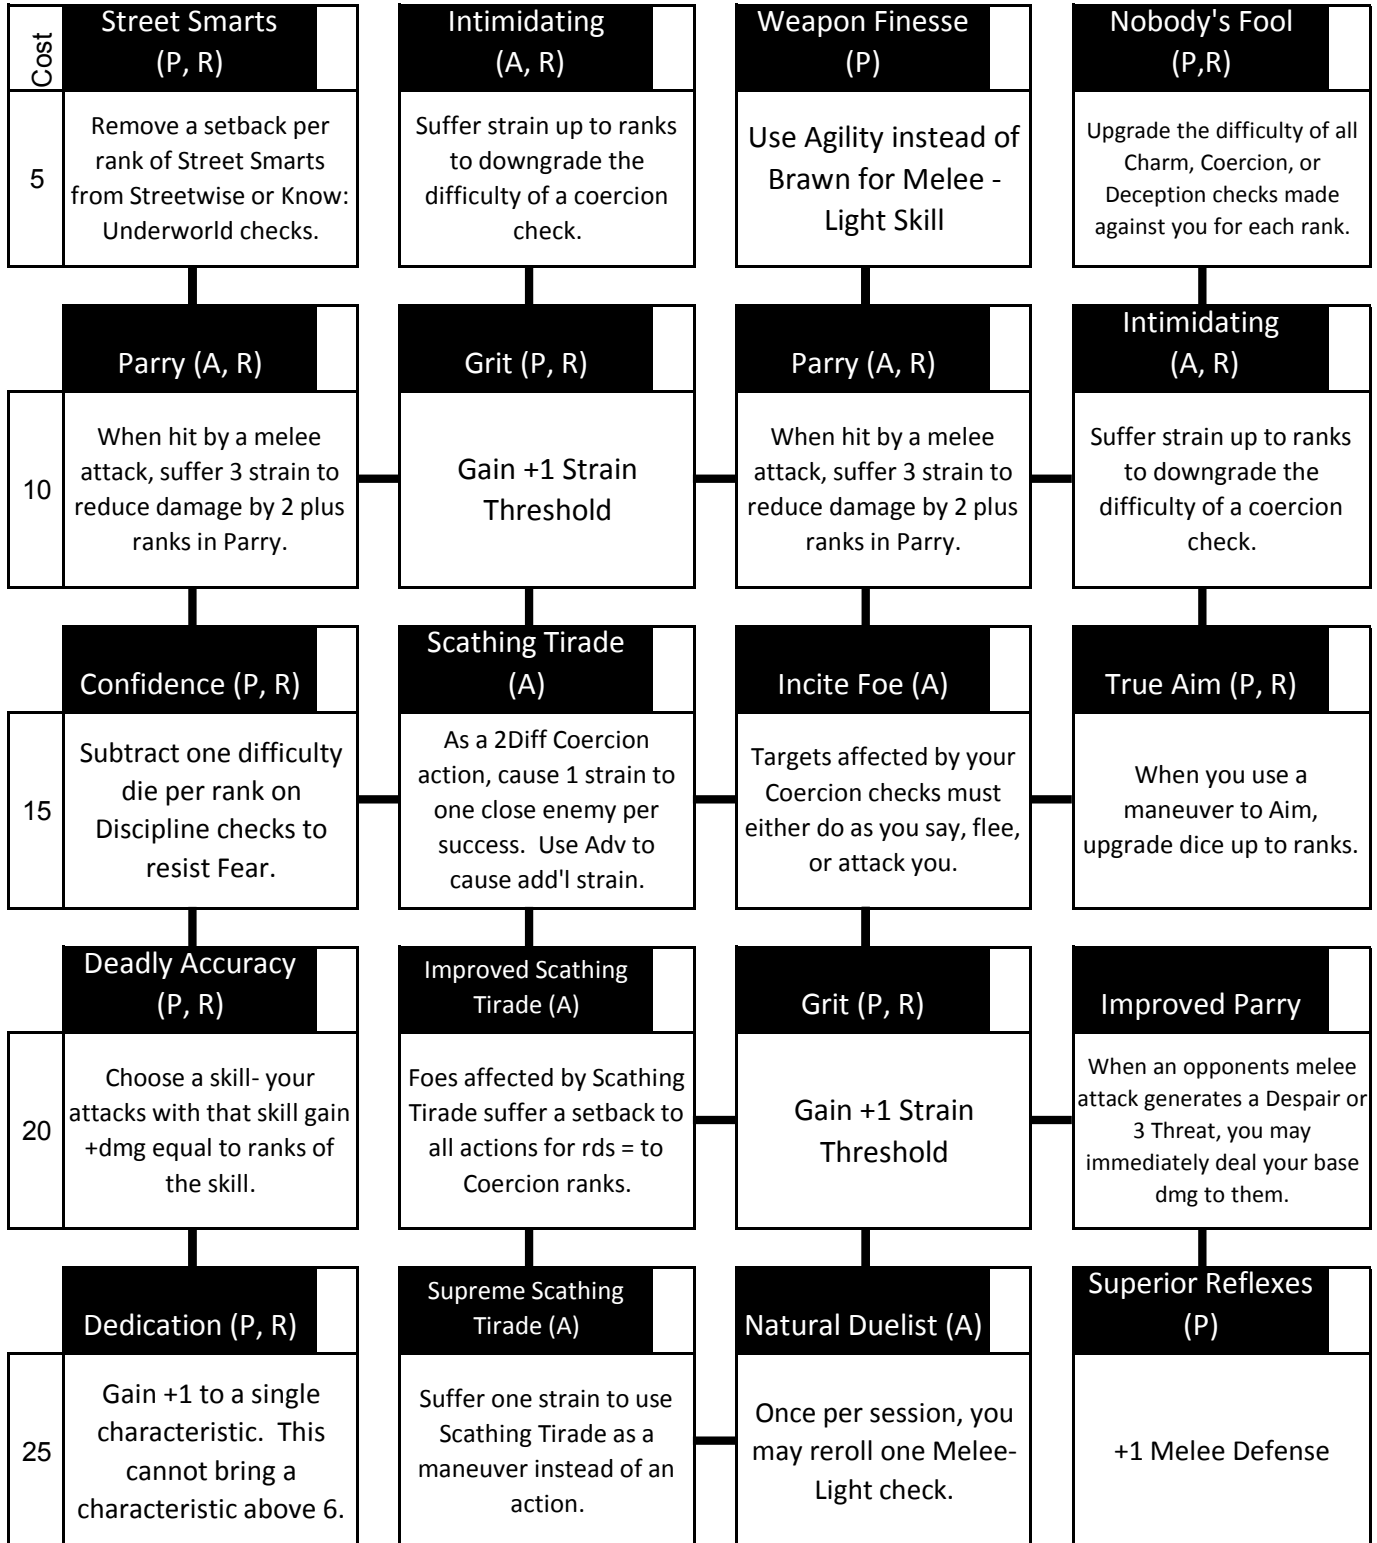 Cost
Street Smarts
(P, R)
Intimidating
(A, R)
Weapon Finesse
(P)
Nobody's Fool
(P,R)
5
Remove a setback per
rank of Street Smarts
from Streetwise or Know:
Underworld checks.
Suffer strain up to ranks
to downgrade the
difficulty of a coercion
check.
Use Agility instead of
Brawn for Melee -
Light Skill
Upgrade the difficulty of all
Charm, Coercion, or
Deception checks made
against you for each rank.
Parry (A, R)
Grit (P, R)
Parry (A, R)
Intimidating
(A, R)
10
When hit by a melee
attack, suffer 3 strain to
reduce damage by 2 plus
ranks in Parry.
Gain +1 Strain
Threshold
When hit by a melee
attack, suffer 3 strain to
reduce damage by 2 plus
ranks in Parry.
Suffer strain up to ranks
to downgrade the
difficulty of a coercion
check.
Confidence (P, R)
Scathing Tirade
(A)
Incite Foe (A)
True Aim (P, R)
15
Subtract one difficulty
die per rank on
Discipline checks to
resist Fear.
As a 2Diff Coercion
action, cause 1 strain to
one close enemy per
success.  Use Adv to
cause add'l strain.
Targets affected by your
Coercion checks must
either do as you say, flee,
or attack you.
When you use a
maneuver to Aim,
upgrade dice up to ranks.
Deadly Accuracy
(P, R)
Improved Scathing
Tirade (A)
Grit (P, R)
Improved Parry
20
Choose a skill- your
attacks with that skill gain
+dmg equal to ranks of
the skill.
Foes affected by Scathing
Tirade suffer a setback to
all actions for rds = to
Coercion ranks.
Gain +1 Strain
Threshold
When an opponents melee
attack generates a Despair or
3 Threat, you may
immediately deal your base
dmg to them.
Dedication (P, R)
Supreme Scathing
Tirade (A)
Natural Duelist (A)
Superior Reflexes
(P)
25
Gain +1 to a single
characteristic.  This
cannot bring a
characteristic above 6.
Suffer one strain to use
Scathing Tirade as a
maneuver instead of an
action.
Once per session, you
may reroll one Melee-
Light check.
+1 Melee Defense